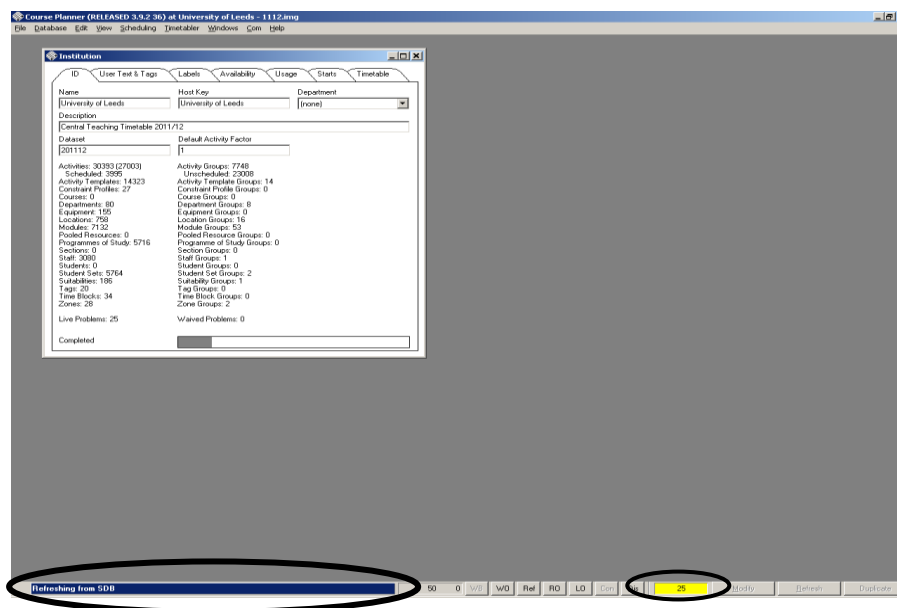 Course Planner (RELEASED 3.9.2 36) at University of Leeds - 1112.img
File Database Edit View Scheduling Timetabler Windows Com Help
Institution
ID User Text & Tags Labels Availability Usage Starts Timetable
Name Host Key Department
University of Leeds University of Leeds (none)
Description
Central Teaching Timetable 2011/12
Dataset Default Activity Factor
201112 1
Activities: 30393 (27003) Activity Groups: 7748
Scheduled: 3995 Unscheduled: 23008
Activity Templates: 14323 Activity Template Groups: 14
Constraint Profiles: 27 Constraint Profile Groups: 0
Courses: 0 Course Groups: 0
Departments: 80 Department Groups: 8
Equipment: 155 Equipment Groups: 0
Locations: 758 Location Groups: 16
Modules: 7132 Module Groups: 53
Pooled Resources: 0 Pooled Resource Groups: 0
Programmes of Study: 5716 Programme of Study Groups: 0
Sections: 0 Section Groups: 0
Staff: 3080 Staff Groups: 1
Students: 0 Student Groups: 0
Student Sets: 5764 Student Set Groups: 2
Suitabilities: 186 Suitability Groups: 1
Tags: 20 Tag Groups: 0
Time Blocks: 34 Time Block Groups: 0
Zones: 28 Zone Groups: 2
Live Problems: 25 Waived Problems: 0
Completed
Refreshing from SDB 50 0 WB WO Ref RO LO Con 25 Modify Refresh Duplicate